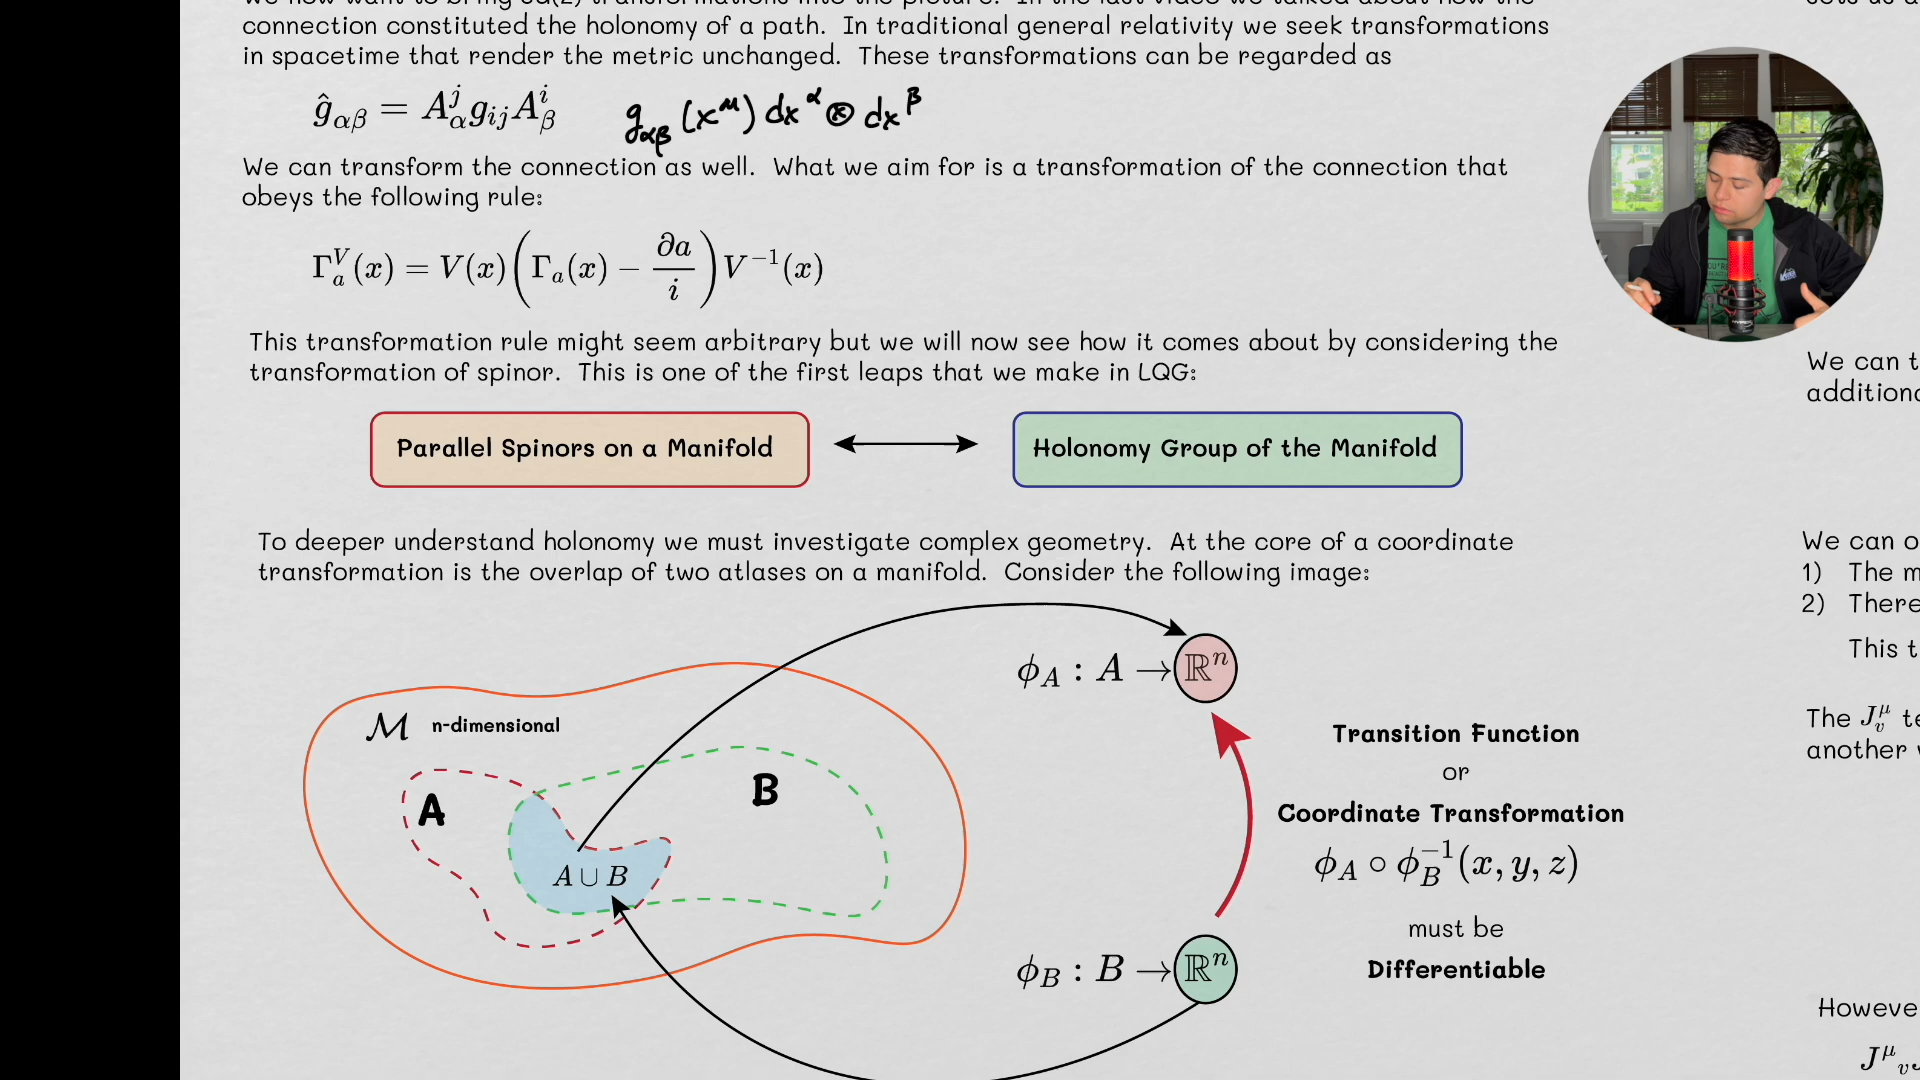 connection constituted the holonomy of a path. In traditional general relativity we seek transformations
in spacetime that render the metric unchanged. These transformations can be regarded as
ĝ_{αβ} = A^j_α g_{ij} A^i_β    g_{αβ} (x^μ) dx^α ⊗ dx^β
We can transform the connection as well. What we aim for is a transformation of the connection that
obeys the following rule:
Γ^V_a(x) = V(x)(Γ_a(x) − ∂a/i)V^{−1}(x)
This transformation rule might seem arbitrary but we will now see how it comes about by considering the
transformation of spinor. This is one of the first leaps that we make in LQG:
Parallel Spinors on a Manifold
Holonomy Group of the Manifold
To deeper understand holonomy we must investigate complex geometry. At the core of a coordinate
transformation is the overlap of two atlases on a manifold. Consider the following image:
M n-dimensional
A
B
A ∪ B
ϕ_A : A → ℝ^n
ϕ_B : B → ℝ^n
Transition Function
or
Coordinate Transformation
ϕ_A ∘ ϕ_B^{−1}(x, y, z)
must be
Differentiable
We can t
additiona
We can o
1) The m
2) There
This t
The J^μ_v te
another
Howeve
J^μ_v